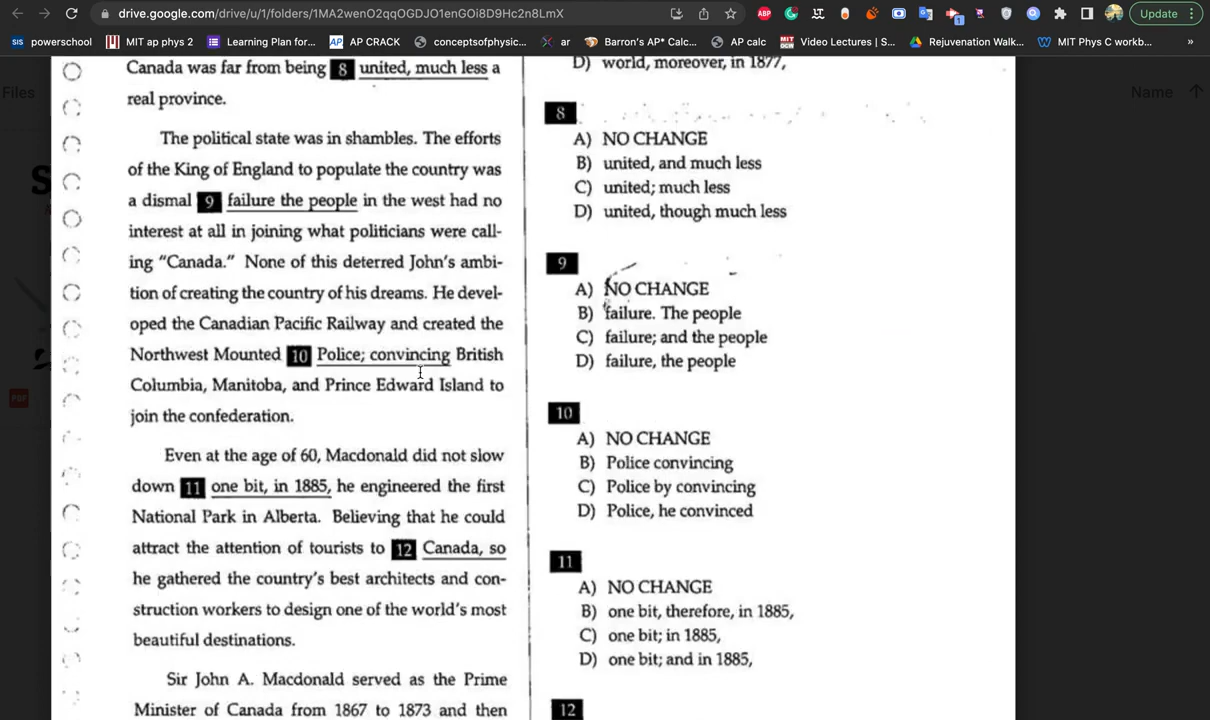 drive.google.com/drive/u/1/folders/1MA2wenO2qqOGDJO1enGOi8D9Hc2n8LmX
Update
powerschool
MIT ap phys 2
Learning Plan for...
AP CRACK
conceptsofphysic...
ar
Barron's AP* Calc...
AP calc
Video Lectures | S...
Rejuvenation Walk...
MIT Phys C workb...
»
Files
Name
PDF
Canada was far from being 8 united, much less a
real province.
The political state was in shambles. The efforts
of the King of England to populate the country was
a dismal 9 failure the people in the west had no
interest at all in joining what politicians were call-
ing “Canada.” None of this deterred John’s ambi-
tion of creating the country of his dreams. He devel-
oped the Canadian Pacific Railway and created the
Northwest Mounted 10 Police; convincing British
Columbia, Manitoba, and Prince Edward Island to
join the confederation.
Even at the age of 60, Macdonald did not slow
down 11 one bit, in 1885, he engineered the first
National Park in Alberta. Believing that he could
attract the attention of tourists to 12 Canada, so
he gathered the country’s best architects and con-
struction workers to design one of the world’s most
beautiful destinations.
Sir John A. Macdonald served as the Prime
Minister of Canada from 1867 to 1873 and then
D) world, moreover, in 1877,
8
A) NO CHANGE
B) united, and much less
C) united; much less
D) united, though much less
9
A) NO CHANGE
B) failure. The people
C) failure; and the people
D) failure, the people
10
A) NO CHANGE
B) Police convincing
C) Police by convincing
D) Police, he convinced
11
A) NO CHANGE
B) one bit, therefore, in 1885,
C) one bit; in 1885,
D) one bit; and in 1885,
12